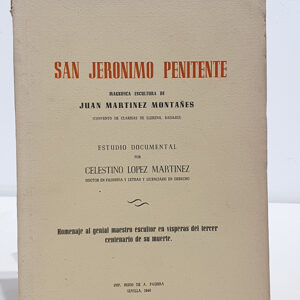 SAN JERONIMO PENITENTE
MAGNIFICA ESCULTURA DE
JUAN MARTINEZ MONTAÑES
(CONVENTO DE CLARISAS DE LLERENA, BADAJOZ)
ESTUDIO DOCUMENTAL
POR
CELESTINO LOPEZ MARTINEZ
DOCTOR EN FILOSOFIA Y LETRAS Y LICENCIADO EN DERECHO
Homenaje al genial maestro escultor en vísperas del tercer
centenario de su muerte.
IMP. HIJOS DE A. PADURA
SEVILLA,